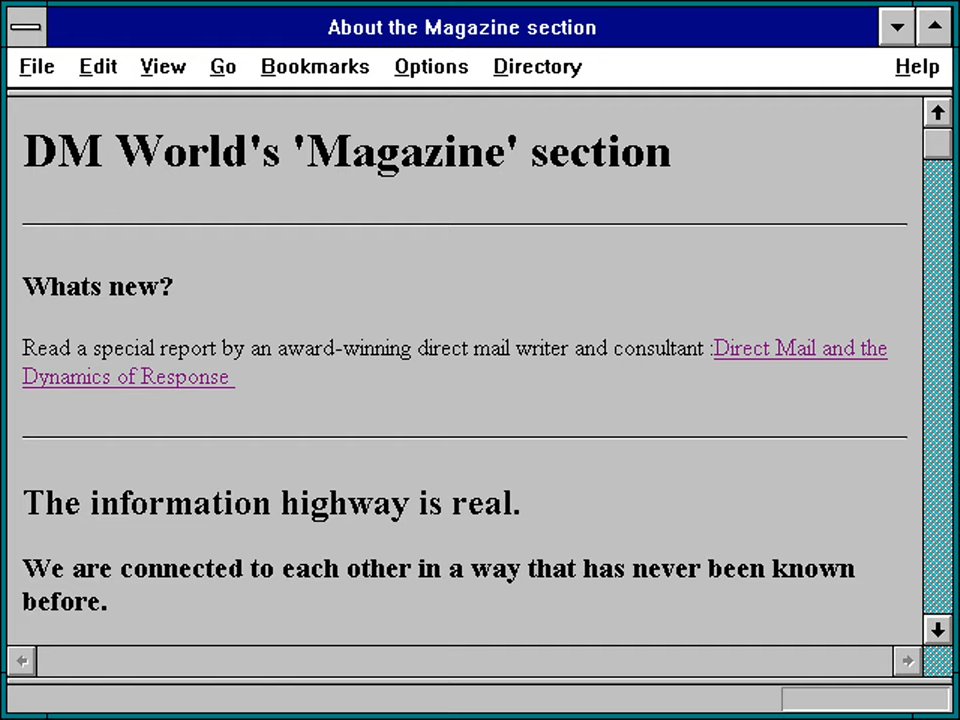 About the Magazine section
File Edit View Go Bookmarks Options Directory Help
DM World's 'Magazine' section
Whats new?
Read a special report by an award-winning direct mail writer and consultant :Direct Mail and the
Dynamics of Response
The information highway is real.
We are connected to each other in a way that has never been known
before.